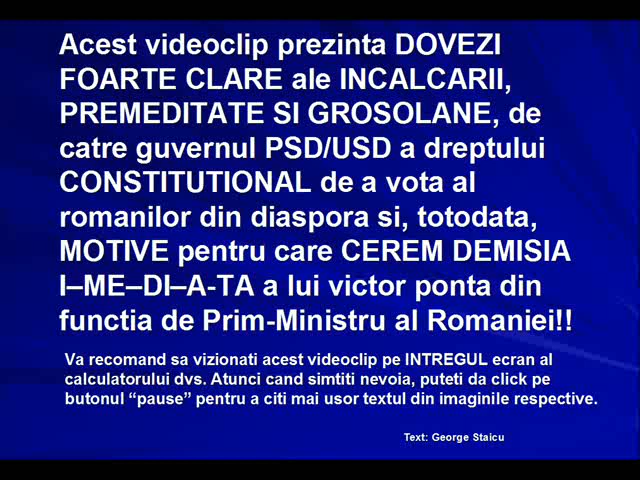 Acest videoclip prezinta DOVEZI
FOARTE CLARE ale INCALCARII,
PREMEDITATE SI GROSOLANE, de
catre guvernul PSD/USD a dreptului
CONSTITUTIONAL de a vota al
romanilor din diaspora si, totodata,
MOTIVE pentru care CEREM DEMISIA
I–ME–DI–A-TA a lui victor ponta din
functia de Prim-Ministru al Romaniei!!
Va recomand sa vizionati acest videoclip pe INTREGUL ecran al
calculatorului dvs. Atunci cand simtiti nevoia, puteti da click pe
butonul “pause” pentru a citi mai usor textul din imaginile respective.
Text: George Staicu